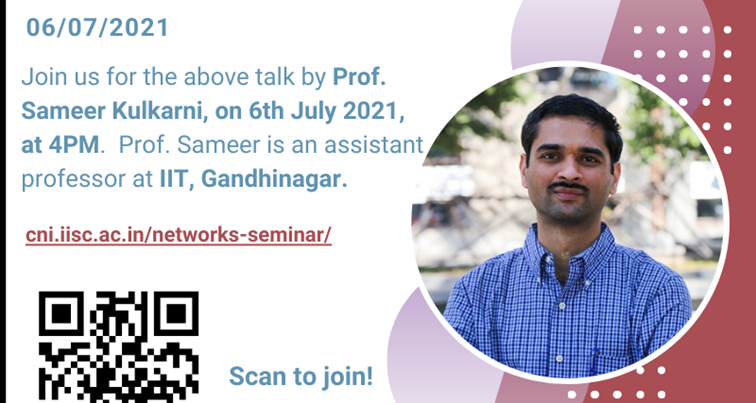 06/07/2021
Join us for the above talk by Prof.
Sameer Kulkarni, on 6th July 2021,
at 4PM. Prof. Sameer is an assistant
professor at IIT, Gandhinagar.
cni.iisc.ac.in/networks-seminar/
Scan to join!